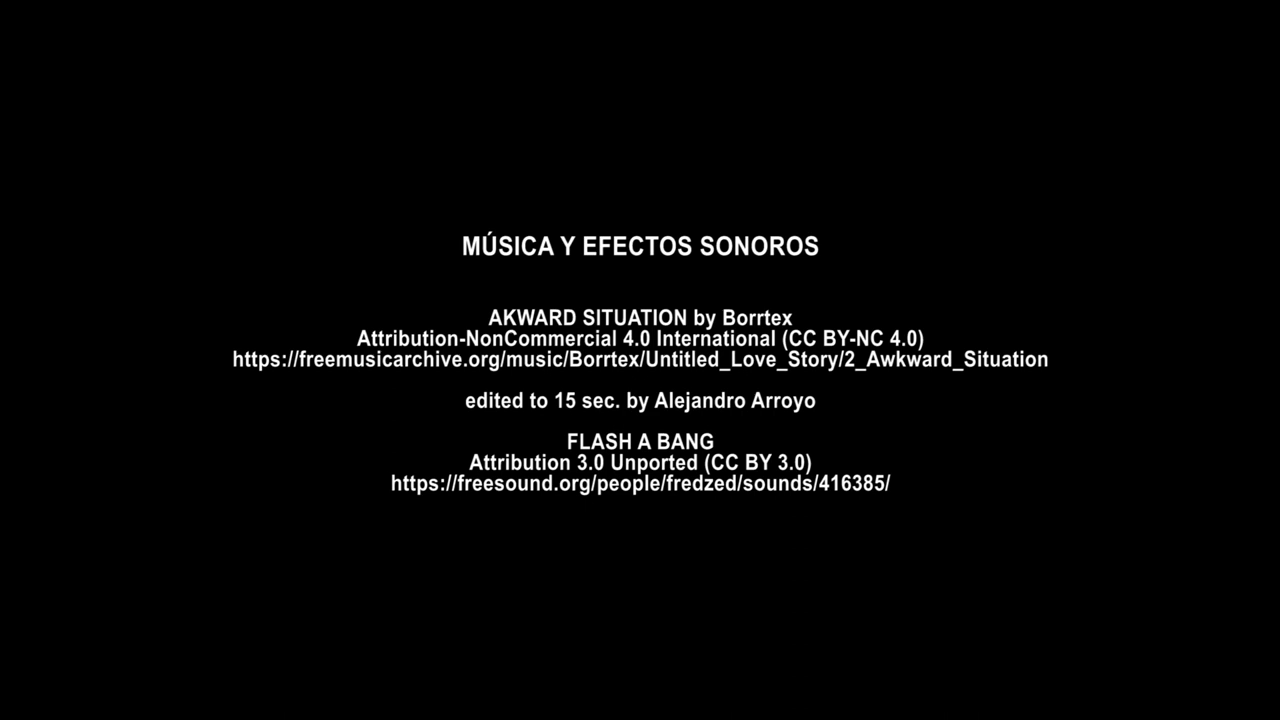 MÚSICA Y EFECTOS SONOROS
AKWARD SITUATION by Borrtex
Attribution-NonCommercial 4.0 International (CC BY-NC 4.0)
https://freemusicarchive.org/music/Borrtex/Untitled_Love_Story/2_Awkward_Situation
edited to 15 sec. by Alejandro Arroyo
FLASH A BANG
Attribution 3.0 Unported (CC BY 3.0)
https://freesound.org/people/fredzed/sounds/416385/